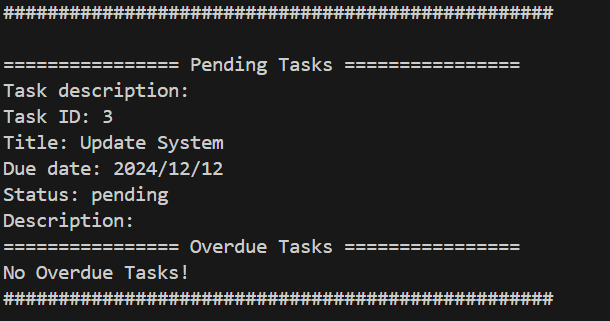 ##################################################
================ Pending Tasks ================
Task description:
Task ID: 3
Title: Update System
Due date: 2024/12/12
Status: pending
Description:
================ Overdue Tasks ================
No Overdue Tasks!
##################################################